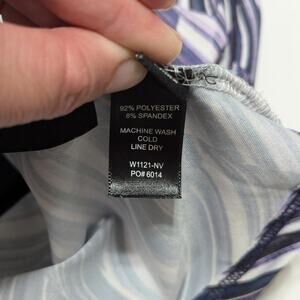 92% POLYESTER
8% SPANDEX
MACHINE WASH
COLD
LINE DRY
W1121-NV
PO# 6014